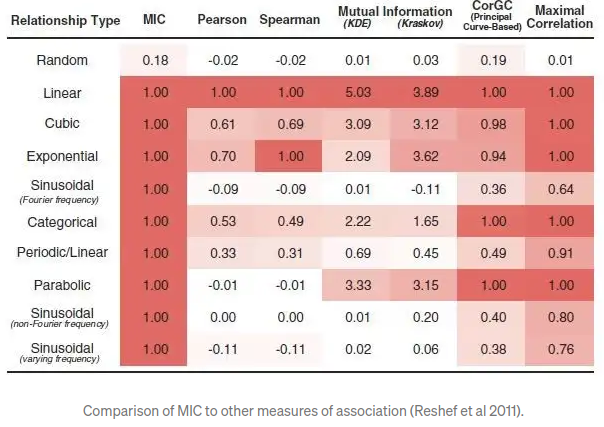 Relationship Type MIC Pearson Spearman Mutual Information (KDE) (Kraskov) CorGC (Principal Curve-Based) Maximal Correlation
Random 0.18 -0.02 -0.02 0.01 0.03 0.19 0.01
Linear 1.00 1.00 1.00 5.03 3.89 1.00 1.00
Cubic 1.00 0.61 0.69 3.09 3.12 0.98 1.00
Exponential 1.00 0.70 1.00 2.09 3.62 0.94 1.00
Sinusoidal (Fourier frequency) 1.00 -0.09 -0.09 0.01 -0.11 0.36 0.64
Categorical 1.00 0.53 0.49 2.22 1.65 1.00 1.00
Periodic/Linear 1.00 0.33 0.31 0.69 0.45 0.49 0.91
Parabolic 1.00 -0.01 -0.01 3.33 3.15 1.00 1.00
Sinusoidal (non-Fourier frequency) 1.00 0.00 0.00 0.01 0.20 0.40 0.80
Sinusoidal (varying frequency) 1.00 -0.11 -0.11 0.02 0.06 0.38 0.76
Comparison of MIC to other measures of association (Reshef et al 2011).